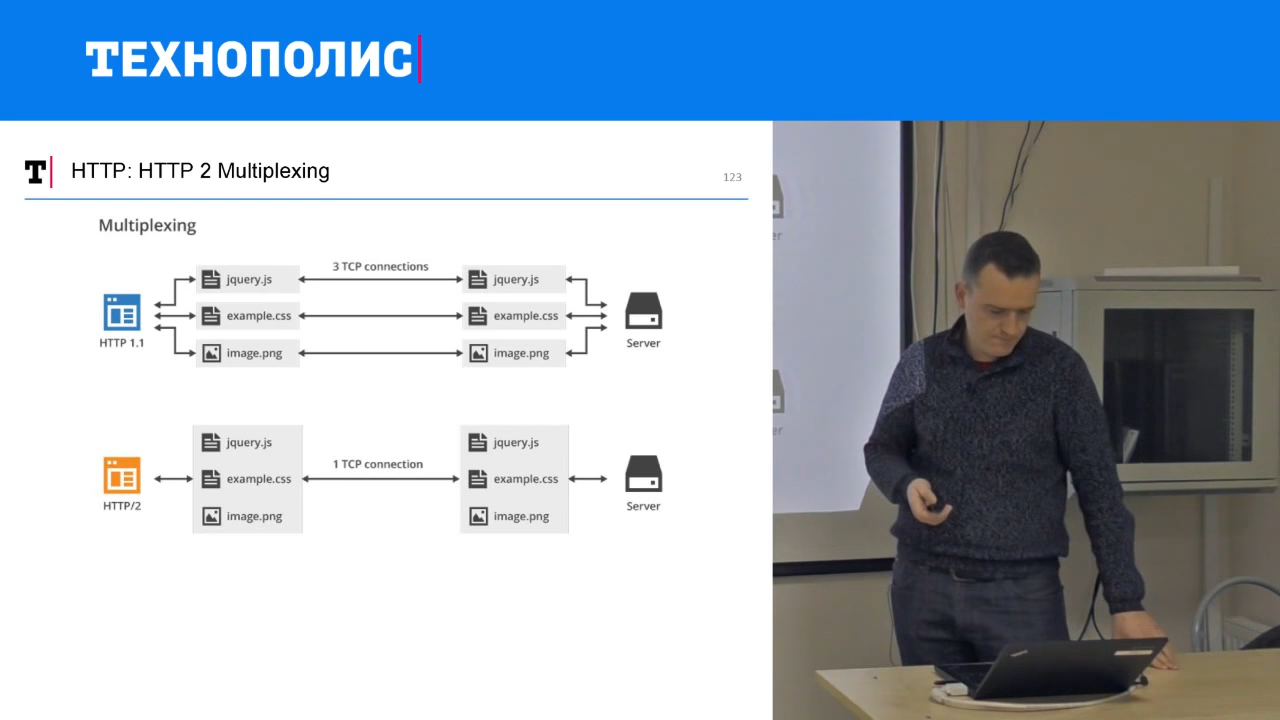 ТЕХНОПОЛИС
T HTTP: HTTP 2 Multiplexing
123
Multiplexing
3 TCP connections
jquery.js jquery.js
example.css example.css
HTTP 1.1 Server
image.png image.png
jquery.js jquery.js
1 TCP connection
example.css example.css
HTTP/2 Server
image.png image.png
er
er